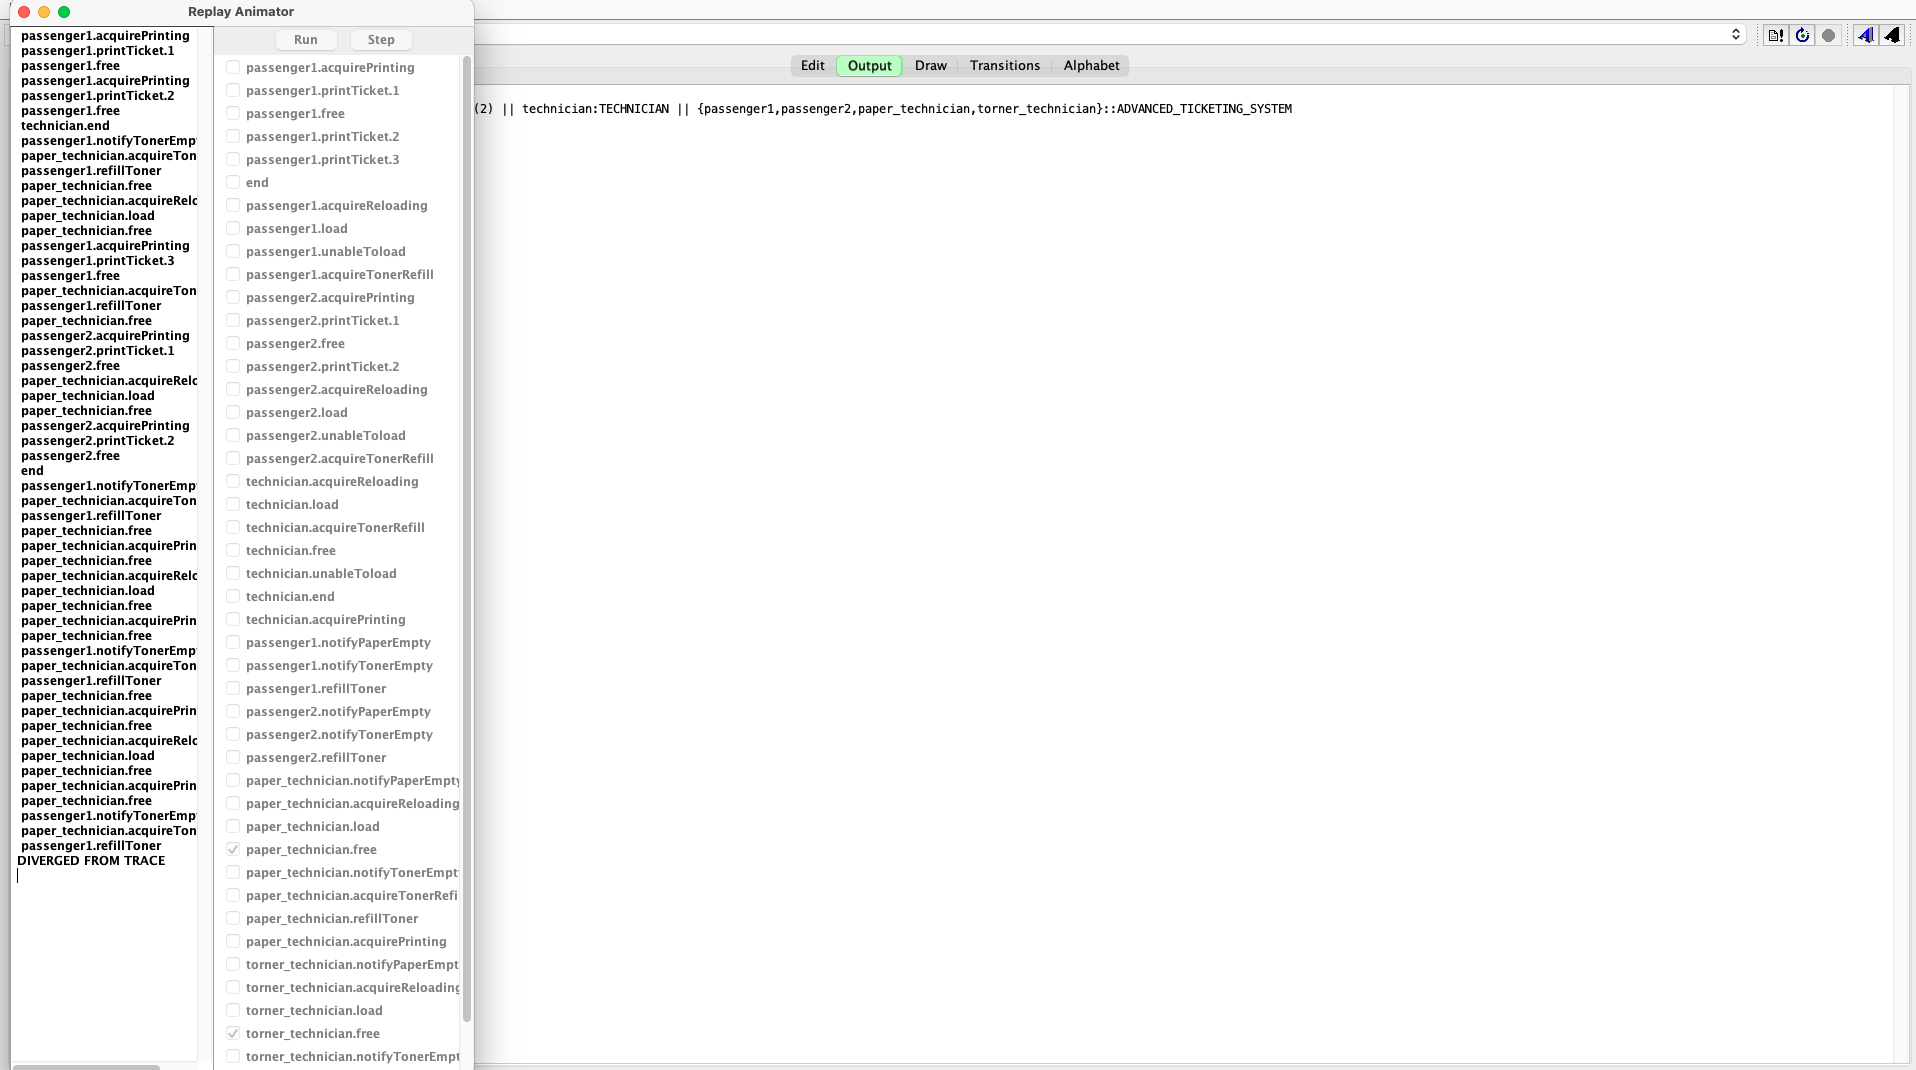 Replay Animator
Run Step
passenger1.acquirePrinting
passenger1.printTicket.1
passenger1.free
passenger1.acquirePrinting
passenger1.printTicket.2
passenger1.free
technician.end
passenger1.notifyTonerEmp
paper_technician.acquireTon
passenger1.refillToner
paper_technician.free
paper_technician.acquireRelo
paper_technician.load
paper_technician.free
passenger1.acquirePrinting
passenger1.printTicket.3
passenger1.free
paper_technician.acquireTon
passenger1.refillToner
paper_technician.free
passenger2.acquirePrinting
passenger2.printTicket.1
passenger2.free
paper_technician.acquireRelo
paper_technician.load
paper_technician.free
passenger2.acquirePrinting
passenger2.printTicket.2
passenger2.free
end
passenger1.notifyTonerEmp
paper_technician.acquireTon
passenger1.refillToner
paper_technician.free
paper_technician.acquirePrin
paper_technician.free
paper_technician.acquireRelo
paper_technician.load
paper_technician.free
paper_technician.acquirePrin
paper_technician.free
passenger1.notifyTonerEmp
paper_technician.acquireTon
passenger1.refillToner
paper_technician.free
paper_technician.acquirePrin
paper_technician.free
paper_technician.acquireRelo
paper_technician.load
paper_technician.free
paper_technician.acquirePrin
paper_technician.free
passenger1.notifyTonerEmp
paper_technician.acquireTon
passenger1.refillToner
DIVERGED FROM TRACE
passenger1.acquirePrinting
passenger1.printTicket.1
passenger1.free
passenger1.printTicket.2
passenger1.printTicket.3
end
passenger1.acquireReloading
passenger1.load
passenger1.unableToload
passenger1.acquireTonerRefill
passenger2.acquirePrinting
passenger2.printTicket.1
passenger2.free
passenger2.printTicket.2
passenger2.acquireReloading
passenger2.load
passenger2.unableToload
passenger2.acquireTonerRefill
technician.acquireReloading
technician.load
technician.acquireTonerRefill
technician.free
technician.unableToload
technician.end
technician.acquirePrinting
passenger1.notifyPaperEmpty
passenger1.notifyTonerEmpty
passenger1.refillToner
passenger2.notifyPaperEmpty
passenger2.notifyTonerEmpty
passenger2.refillToner
paper_technician.notifyPaperEmpty
paper_technician.acquireReloading
paper_technician.load
paper_technician.free
paper_technician.notifyTonerEmpt
paper_technician.acquireTonerRefi
paper_technician.refillToner
paper_technician.acquirePrinting
torner_technician.notifyPaperEmpt
torner_technician.acquireReloading
torner_technician.load
torner_technician.free
torner_technician.notifyTonerEmpt
Edit Output Draw Transitions Alphabet
(2) || technician:TECHNICIAN || {passenger1,passenger2,paper_technician,torner_technician}::ADVANCED_TICKETING_SYSTEM